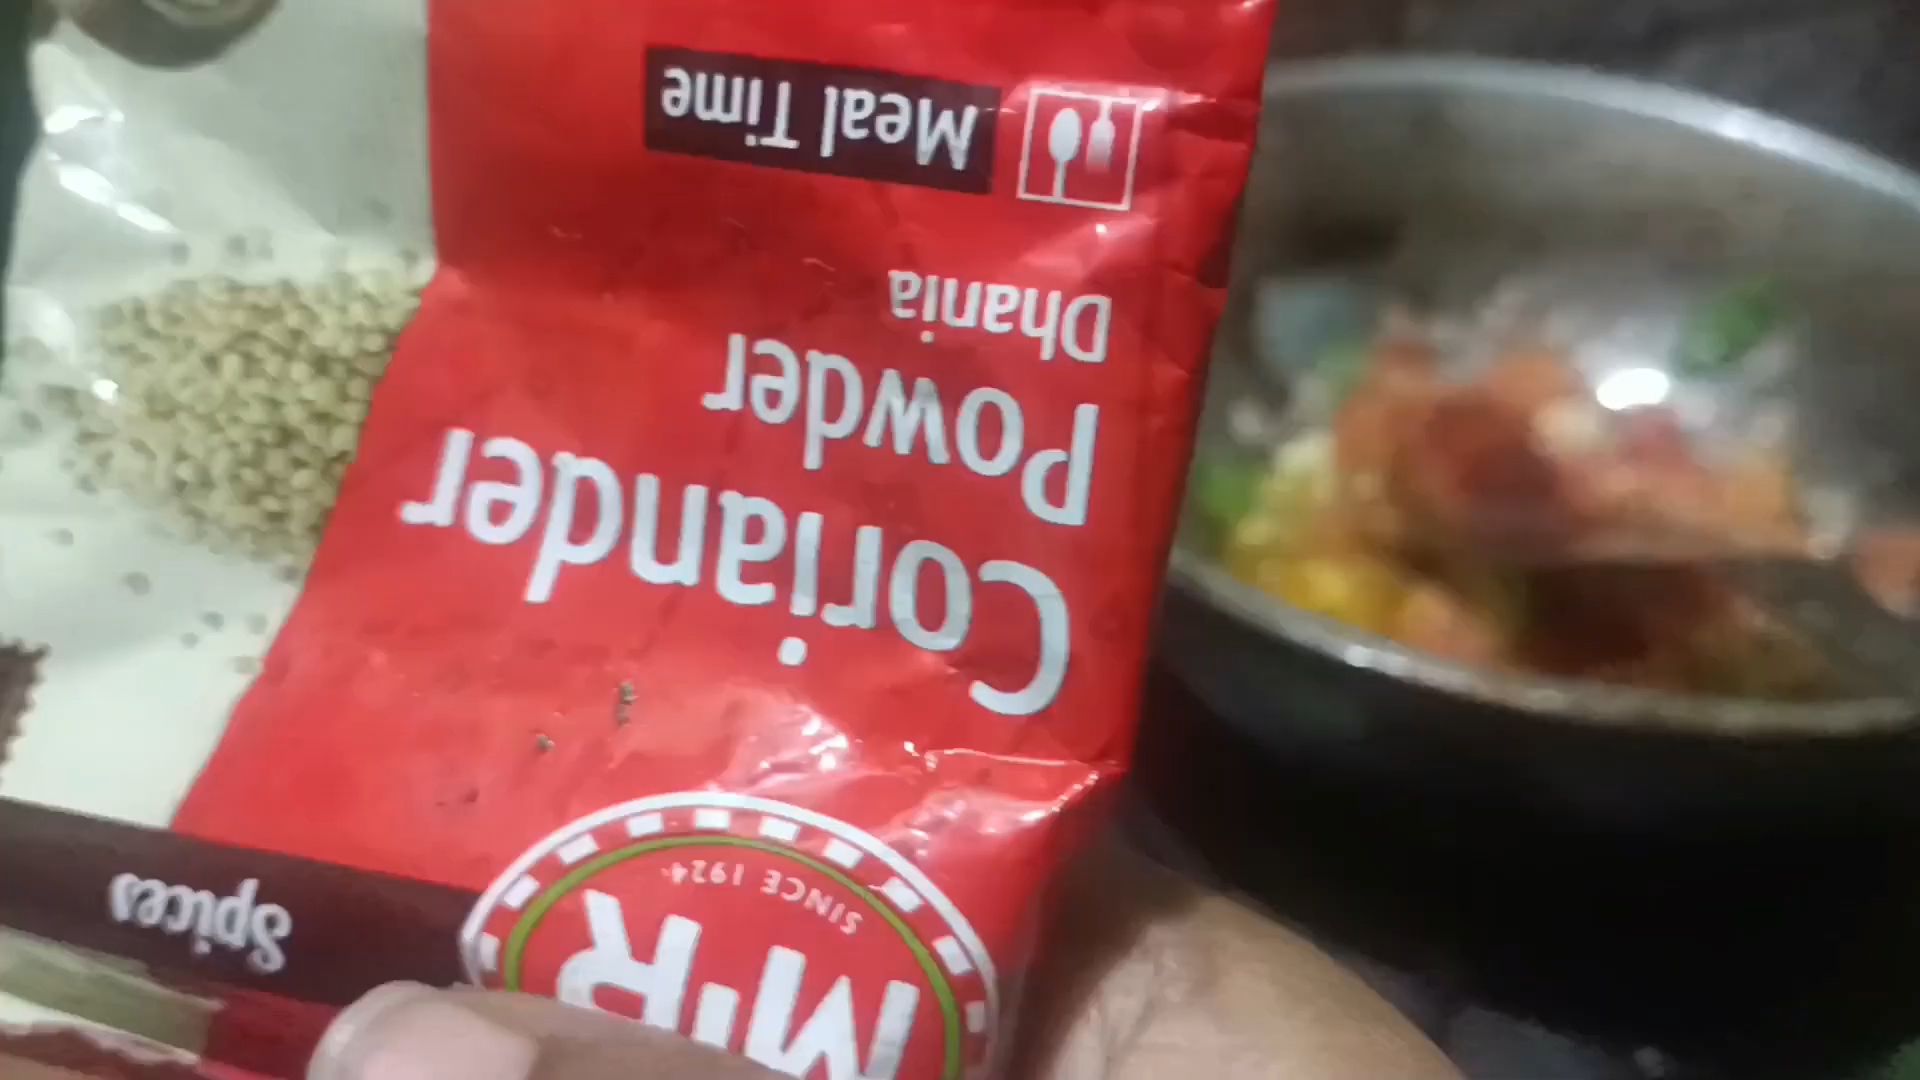 Spices
SINCE 1924
MTR
Coriander
Powder
Dhania
Meal Time